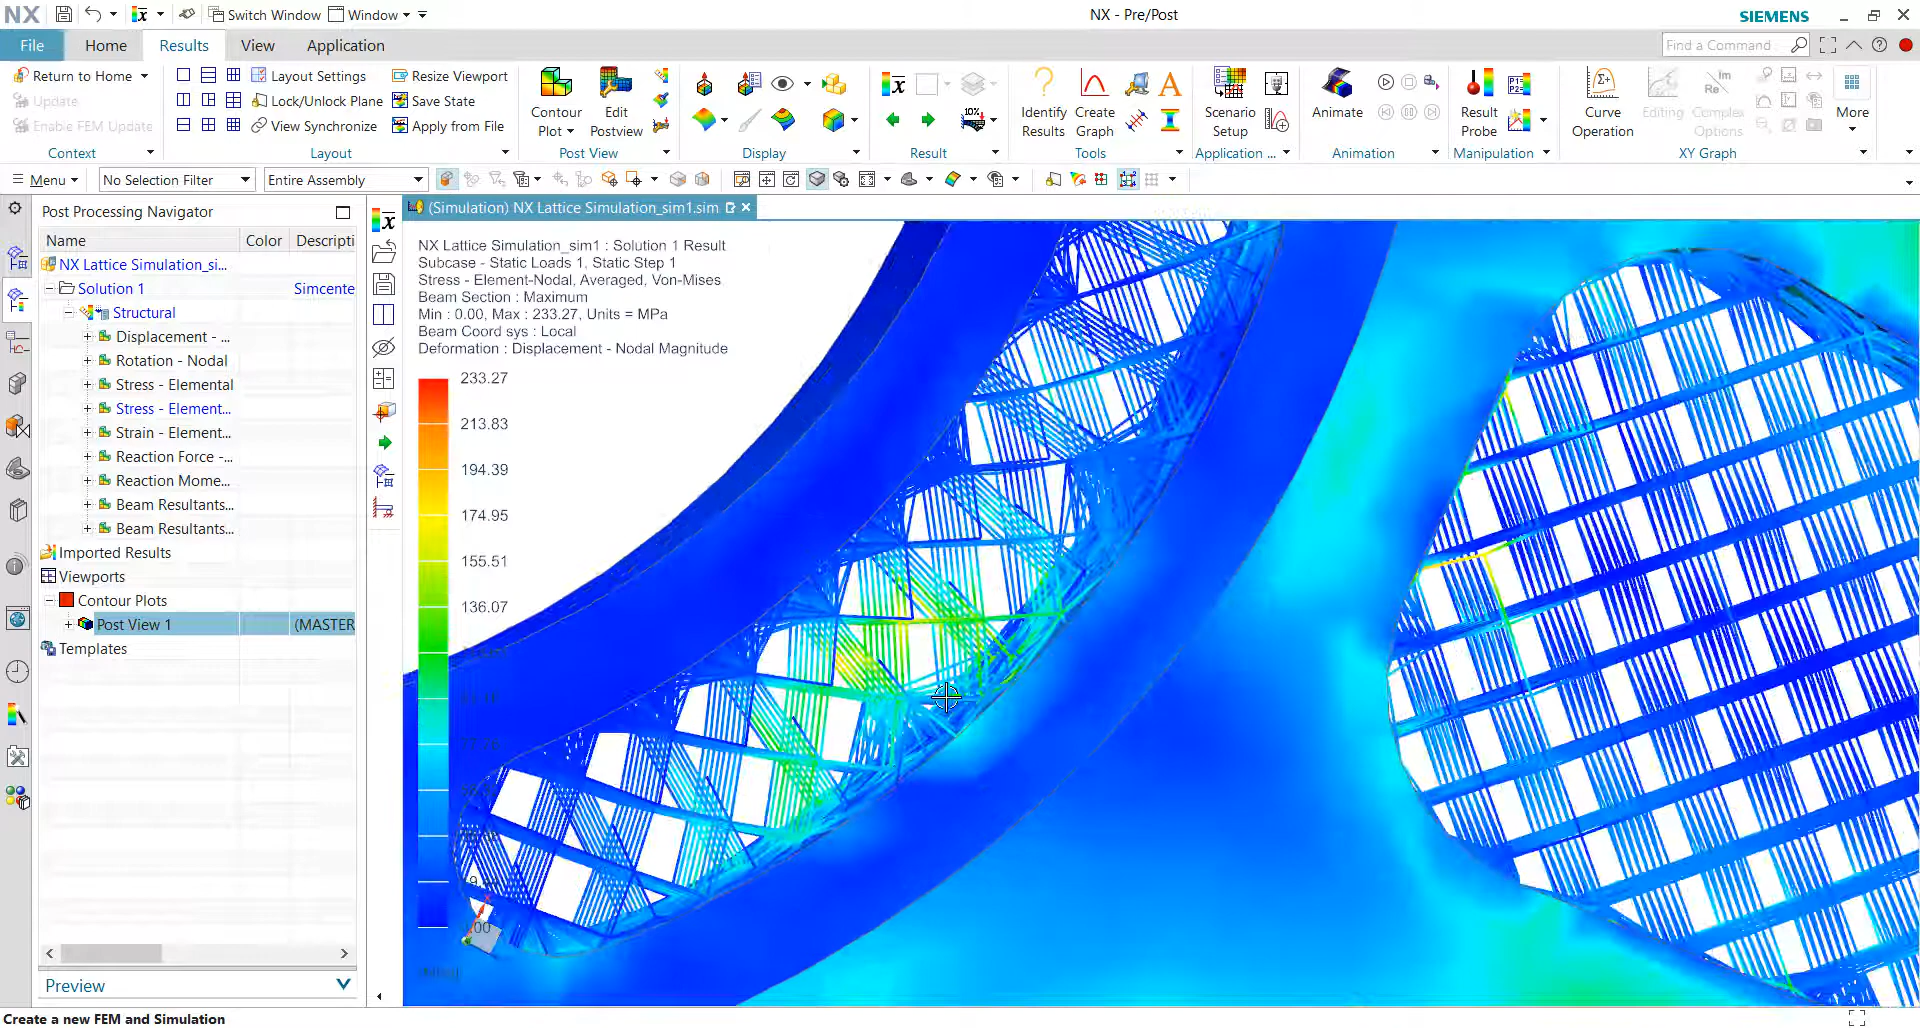 NX
Switch Window
Window
NX - Pre/Post
SIEMENS
File
Home
Results
View
Application
Find a Command
Return to Home
Update
Enable FEM Update
Context
Layout Settings
Resize Viewport
Lock/Unlock Plane
Save State
View Synchronize
Apply from File
Layout
Contour Plot
Edit Postview
Post View
Display
10%
Result
Identify Results
Create Graph
Tools
Scenario Setup
Application ...
Animate
Animation
Result Probe
P1=
P2=
Manipulation
Curve Operation
Editing
Complex Options
XY Graph
More
Menu
No Selection Filter
Entire Assembly
Post Processing Navigator
Name
Color
Descripti
NX Lattice Simulation_si...
Solution 1
Simcente
Structural
Displacement - ...
Rotation - Nodal
Stress - Elemental
Stress - Element...
Strain - Element...
Reaction Force -...
Reaction Mome...
Beam Resultants...
Beam Resultants...
Imported Results
Viewports
Contour Plots
Post View 1
(MASTER
Templates
Preview
(Simulation) NX Lattice Simulation_sim1.sim
NX Lattice Simulation_sim1 : Solution 1 Result
Subcase - Static Loads 1, Static Step 1
Stress - Element-Nodal, Averaged, Von-Mises
Beam Section : Maximum
Min : 0.00, Max : 233.27, Units = MPa
Beam Coord sys : Local
Deformation : Displacement - Nodal Magnitude
233.27
213.83
194.39
174.95
155.51
136.07
77.76
Create a new FEM and Simulation